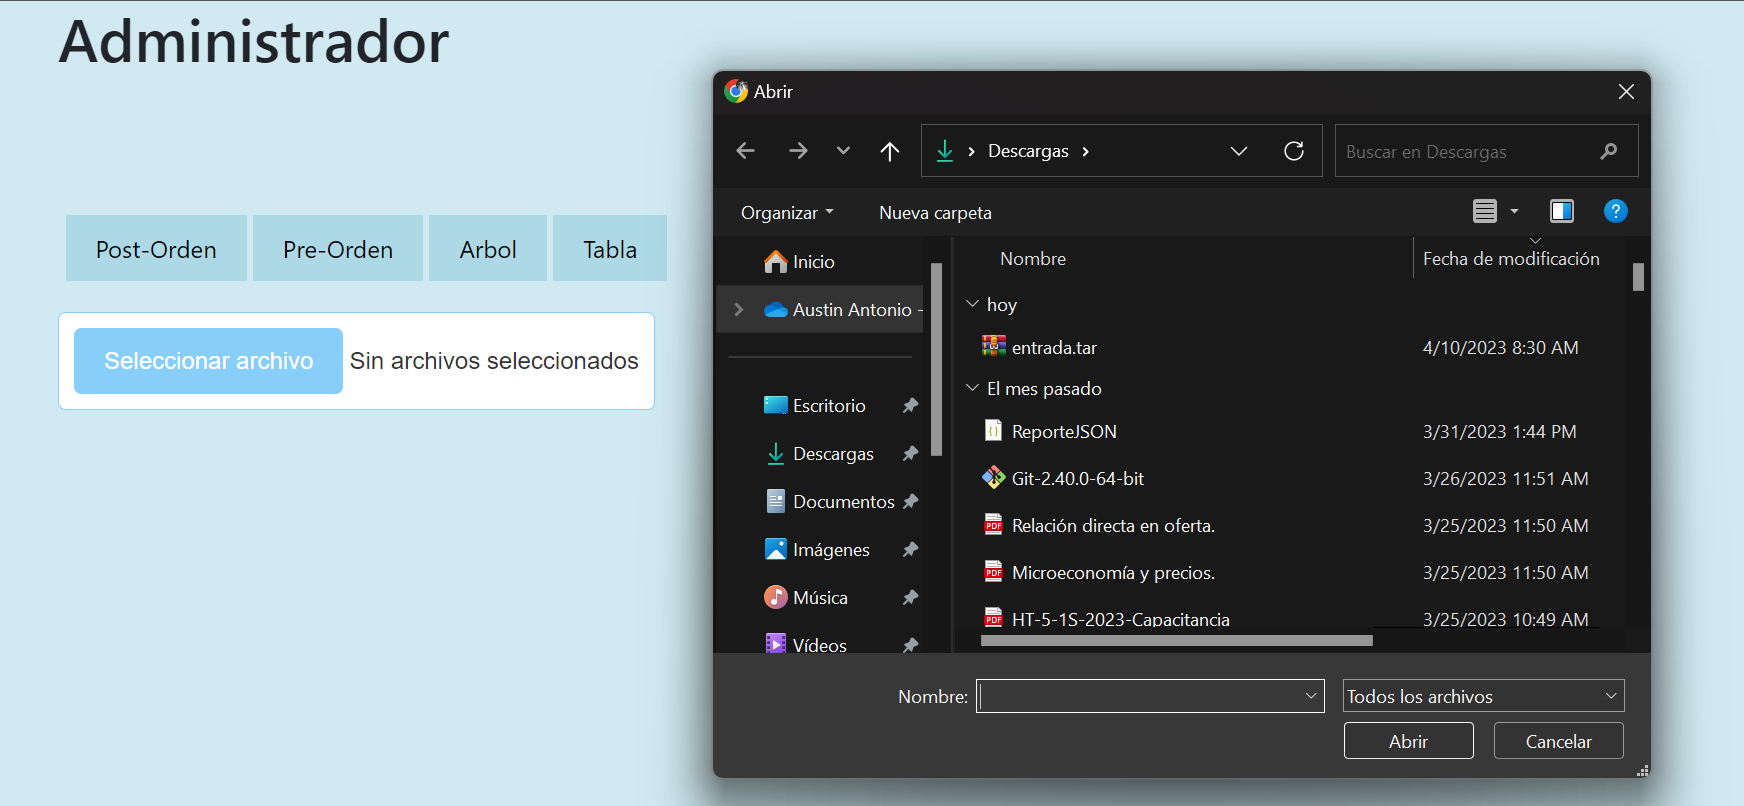 Administrador
Post-Orden
Pre-Orden
Arbol
Tabla
Seleccionar archivo
Sin archivos seleccionados
Abrir
Descargas
Buscar en Descargas
Organizar
Nueva carpeta
?
Inicio
Austin Antonio -
Escritorio
Descargas
Documentos
Imágenes
Música
Vídeos
Nombre
Fecha de modificación
hoy
entrada.tar
4/10/2023 8:30 AM
El mes pasado
ReporteJSON
3/31/2023 1:44 PM
Git-2.40.0-64-bit
3/26/2023 11:51 AM
PDF
Relación directa en oferta.
3/25/2023 11:50 AM
PDF
Microeconomía y precios.
3/25/2023 11:50 AM
PDF
HT-5-1S-2023-Capacitancia
3/25/2023 10:49 AM
Nombre:
Todos los archivos
Abrir
Cancelar